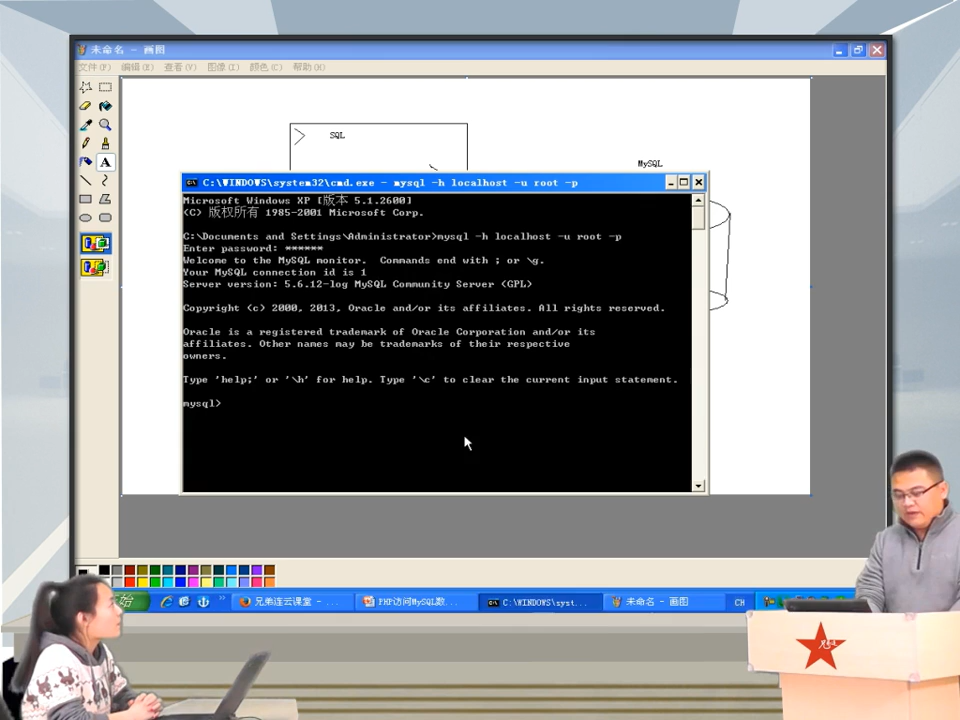 未命名 - 画图
文件(F) 编辑(E) 查看(V) 图像(I) 颜色(C) 帮助(H)
SQL
MySQL
C:\WINDOWS\system32\cmd.exe - mysql -h localhost -u root -p
Microsoft Windows XP [版本 5.1.2600]
(C) 版权所有 1985-2001 Microsoft Corp.
C:\Documents and Settings\Administrator>mysql -h localhost -u root -p
Enter password: ******
Welcome to the MySQL monitor.  Commands end with ; or \g.
Your MySQL connection id is 1
Server version: 5.6.12-log MySQL Community Server (GPL)
Copyright (c) 2000, 2013, Oracle and/or its affiliates. All rights reserved.
Oracle is a registered trademark of Oracle Corporation and/or its
affiliates. Other names may be trademarks of their respective
owners.
Type 'help;' or '\h' for help. Type '\c' to clear the current input statement.
mysql>
始 兄弟连云课堂 - ... PHP访问MySQL数... C:\WINDOWS\syst... 未命名 - 画图 CH